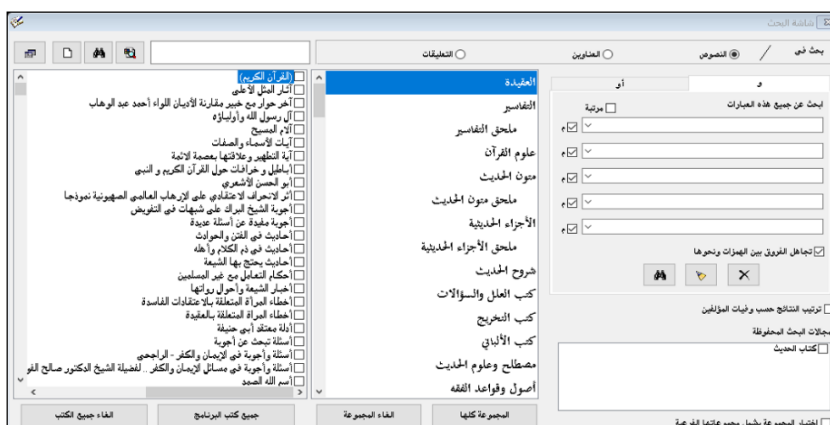 شاشة البحث
بحث في
النصوص
العناوين
التعليقات
و
أو
ابحث عن جميع هذه العبارات
مرتبة
م
م
م
م
تجاهل الفروق بين الهمزات ونحوها
ترتيب النتائج حسب وفيات المؤلفين
مجالات البحث المحفوظة
كتاب الحديث
اختيار المجموعة يشمل مجموعاتها الفرعية
العقيدة
التفاسير
ملحق التفاسير
علوم القرآن
متون الحديث
ملحق متون الحديث
الأجزاء الحديثية
ملحق الأجزاء الحديثية
شروح الحديث
كتب العلل والسؤالات
كتب التخريج
كتب الألباني
مصطلح وعلوم الحديث
أصول وقواعد الفقه
المجموعة كلها
الغاء المجموعة
(القرآن الكريم)
آثار المثل الأعلى
آخر حوار مع خبير مقارنة الأديان اللواء أحمد عبد الوهاب
آل رسول الله وأولياؤه
آلام المسيح
آيات الأسماء والصفات
آية التطهير وعلاقتها بعصمة الائمة
أباطيل و خرافات حول القرآن الكريم و النبي
أبو الحسن الأشعري
أثر الانحراف الاعتقادي على الإرهاب العالمي الصهيونية نموذجا
أجوبة الشيخ البراك على شبهات في التفويض
أجوبة مفيدة عن أسئلة عديدة
أحاديث في الفتن والحوادث
أحاديث في ذم الكلام وأهله
أحاديث يحتج بها الشيعة
أحكام التعامل مع غير المسلمين
أخبار الشيعة وأحوال رواتها
أخطاء المرأة المتعلقة بالاعتقادات الفاسدة
أخطاء المراة المتعلقة بالعقيدة
أدلة معتقد أبي حنيفة
أسئلة تبحث عن أجوبة
أسئلة وأجوبة في الإيمان والكفر - الراجحي
أسئلة وأجوبة في مسائل الإيمان والكفر .. لفضيلة الشيخ الدكتور صالح الفو
أسم الله الصمد
جميع كتب البرنامج
الغاء جميع الكتب